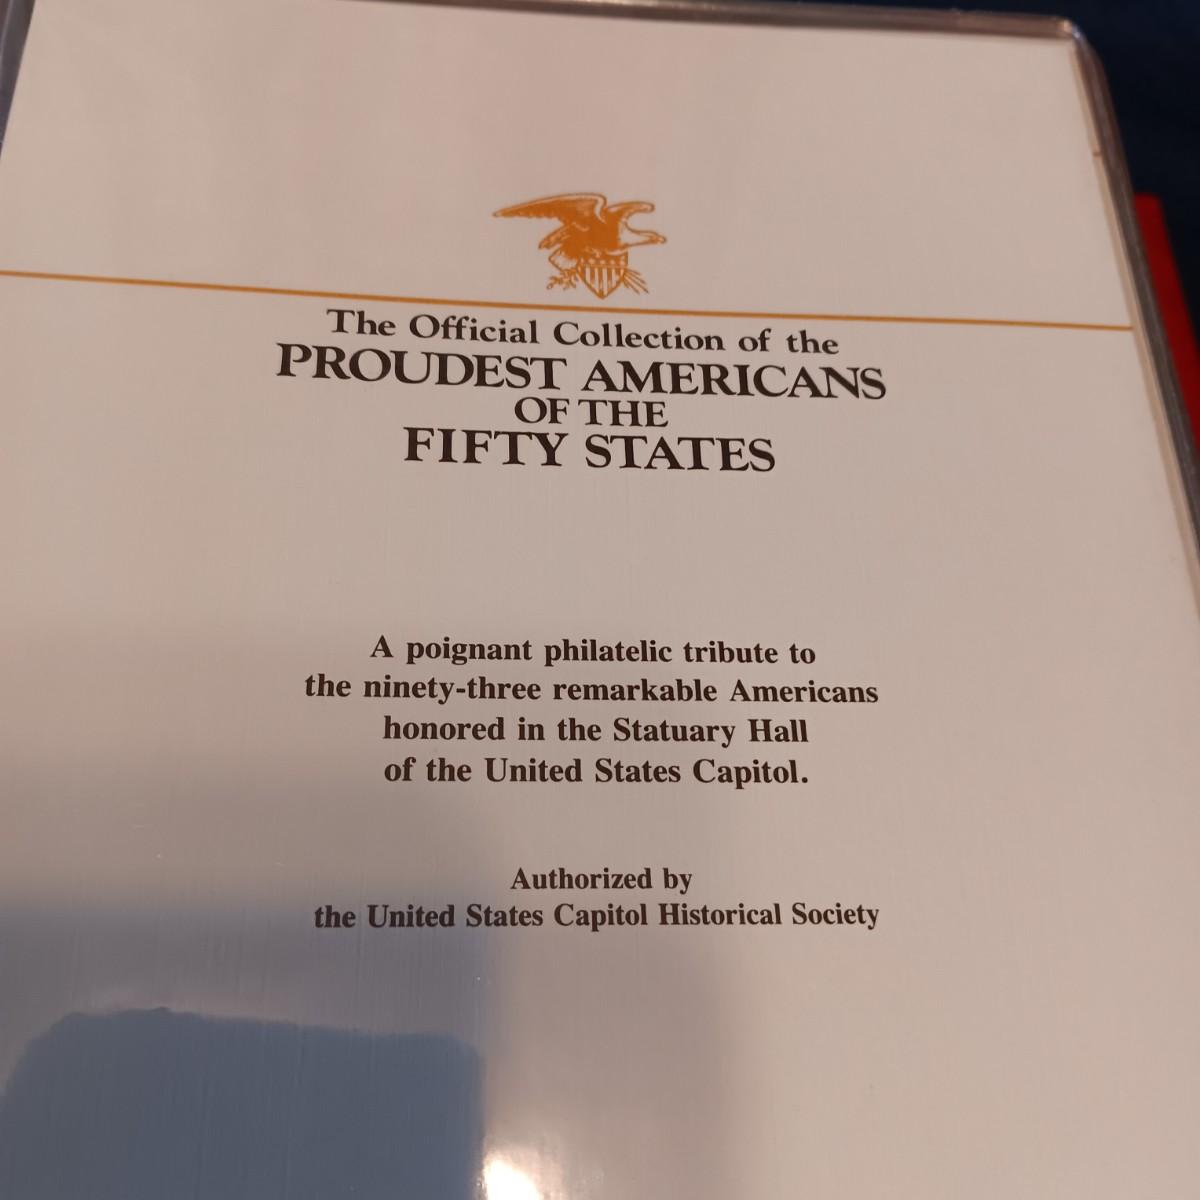 The Official Collection of the
PROUDEST AMERICANS
OF THE
FIFTY STATES
A poignant philatelic tribute to
the ninety-three remarkable Americans
honored in the Statuary Hall
of the United States Capitol.
Authorized by
the United States Capitol Historical Society